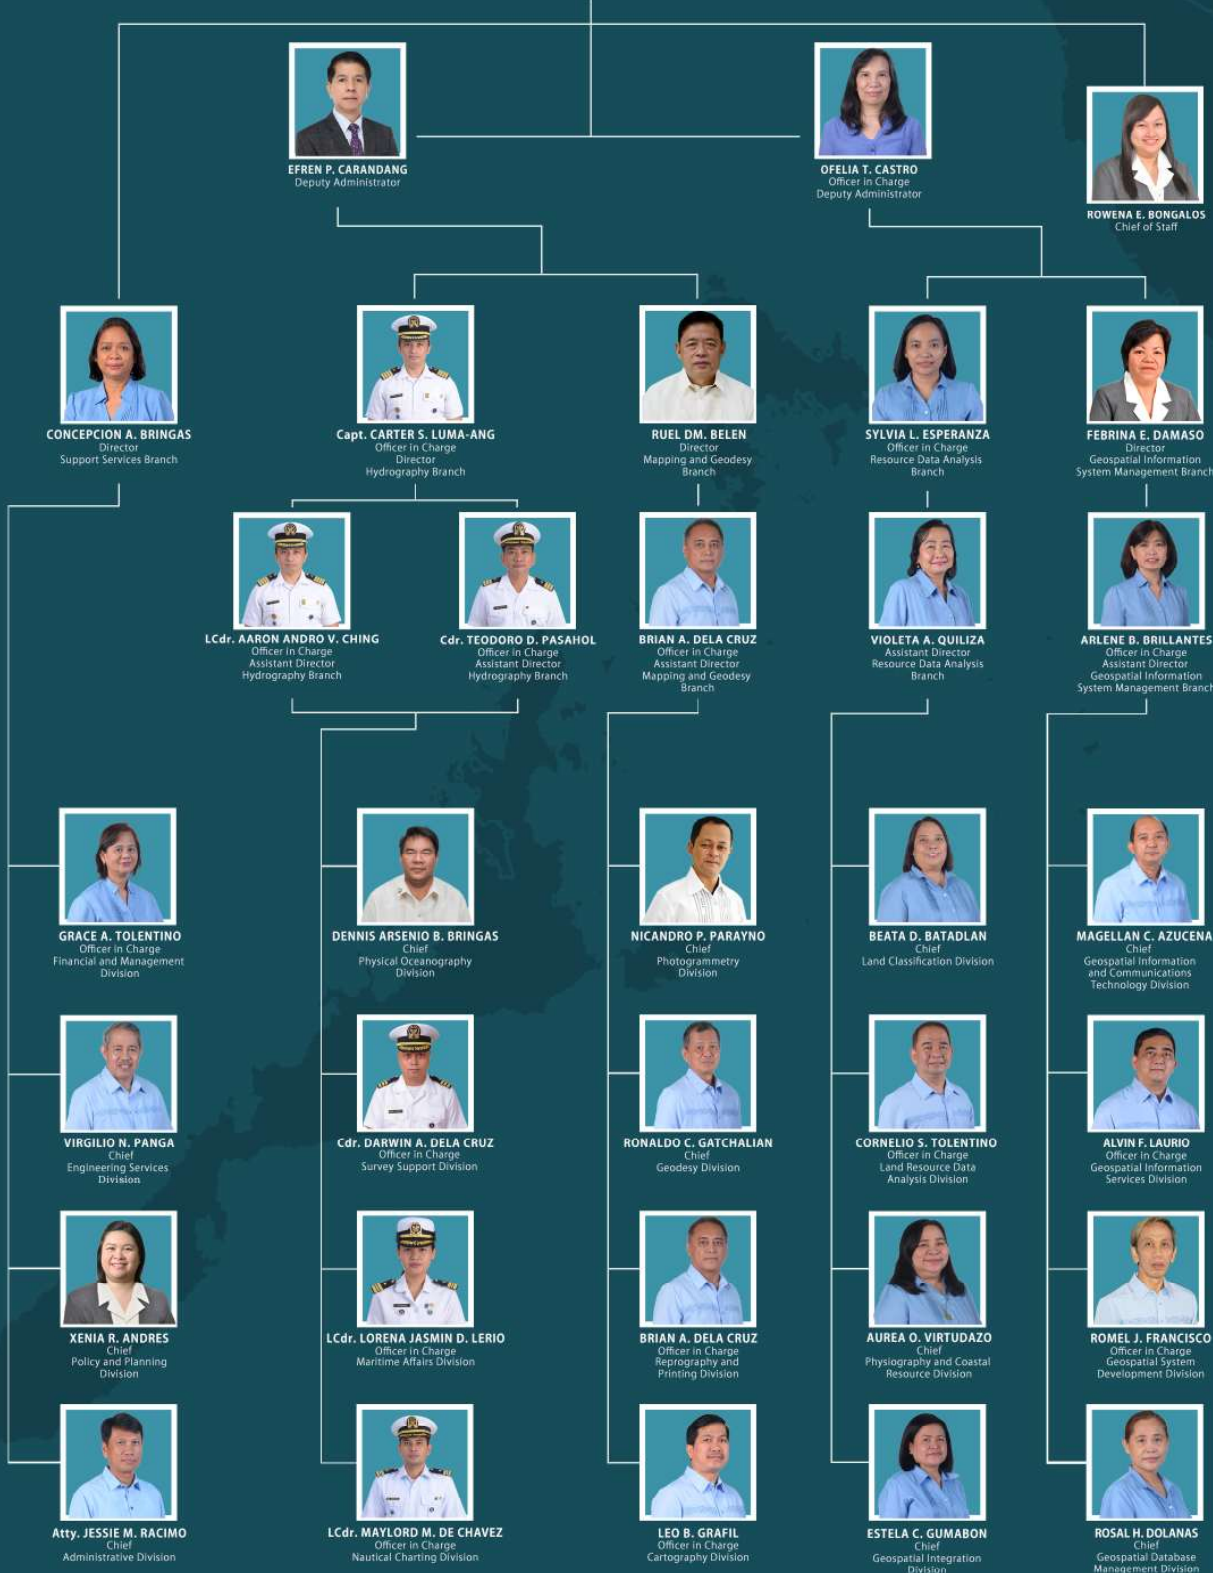 EFREN P. CARANDANG
Deputy Administrator
OFELIA T. CASTRO
Officer in Charge
Deputy Administrator
ROWENA E. BONGALOS
Chief of Staff
CONCEPCION A. BRINGAS
Director
Support Services Branch
Capt. CARTER S. LUMA-ANG
Officer in Charge
Director
Hydrography Branch
RUEL DM. BELEN
Director
Mapping and Geodesy
Branch
SYLVIA L. ESPERANZA
Officer in Charge
Resource Data Analysis
Branch
FEBRINA E. DAMASO
Director
Geospatial Information
System Management Branch
LCdr. AARON ANDRO V. CHING
Officer in Charge
Assistant Director
Hydrography Branch
Cdr. TEODORO D. PASAHOL
Officer in Charge
Assistant Director
Hydrography Branch
BRIAN A. DELA CRUZ
Officer in Charge
Assistant Director
Mapping and Geodesy
Branch
VIOLETA A. QUILIZA
Assistant Director
Resource Data Analysis
Branch
ARLENE B. BRILLANTES
Officer in Charge
Assistant Director
Geospatial Information
System Management Branch
GRACE A. TOLENTINO
Officer in Charge
Financial and Management
Division
DENNIS ARSENIO B. BRINGAS
Chief
Physical Oceanography
Division
NICANDRO P. PARAYNO
Chief
Photogrammetry
Division
BEATA D. BATADLAN
Chief
Land Classification Division
MAGELLAN C. AZUCENA
Chief
Geospatial Information
and Communications
Technology Division
VIRGILIO N. PANGA
Chief
Engineering Services
Division
Cdr. DARWIN A. DELA CRUZ
Officer in Charge
Survey Support Division
RONALDO C. GATCHALIAN
Chief
Geodesy Division
CORNELIO S. TOLENTINO
Officer in Charge
Land Resource Data
Analysis Division
ALVIN F. LAURIO
Officer in Charge
Geospatial Information
Services Division
XENIA R. ANDRES
Chief
Policy and Planning
Division
LCdr. LORENA JASMIN D. LERIO
Officer in Charge
Maritime Affairs Division
BRIAN A. DELA CRUZ
Officer in Charge
Reprography and
Printing Division
AUREA O. VIRTUDAZO
Chief
Physiography and Coastal
Resource Division
ROMEL J. FRANCISCO
Officer in Charge
Geospatial System
Development Division
Atty. JESSIE M. RACIMO
Chief
Administrative Division
LCdr. MAYLORD M. DE CHAVEZ
Officer in Charge
Nautical Charting Division
LEO B. GRAFIL
Officer in Charge
Cartography Division
ESTELA C. GUMABON
Chief
Geospatial Integration
Division
ROSAL H. DOLANAS
Chief
Geospatial Database
Management Division